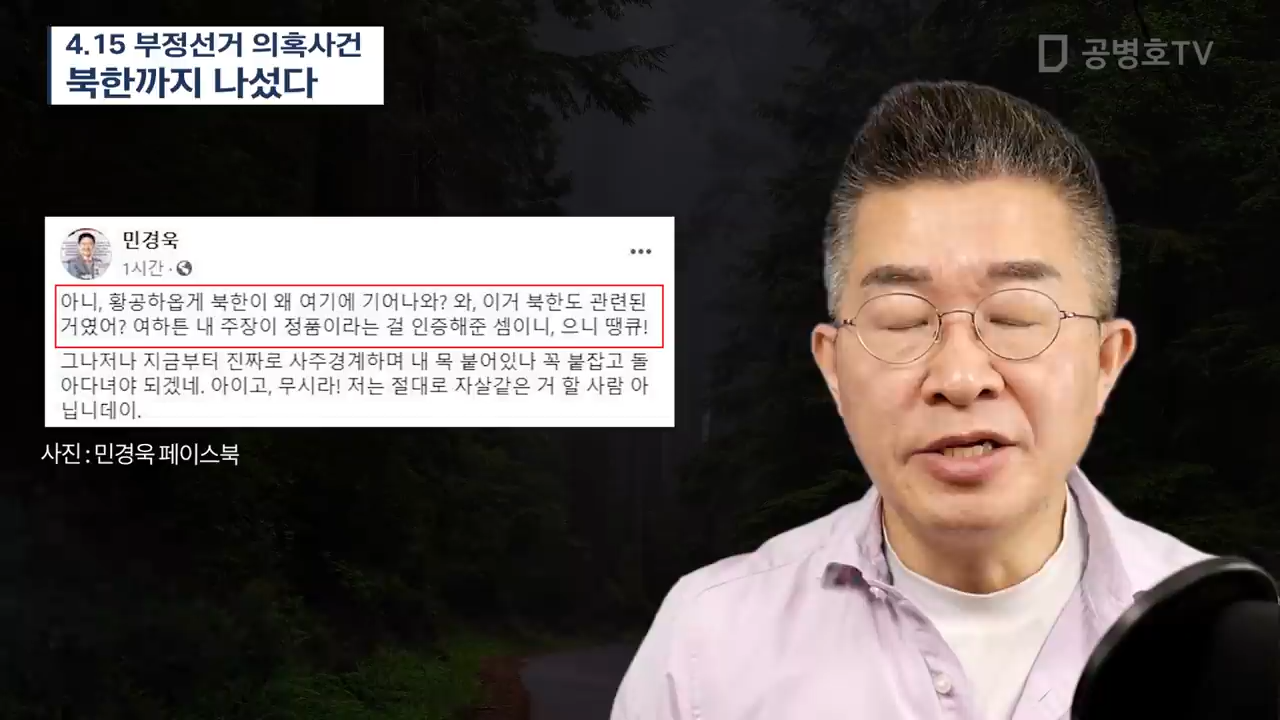 4.15 부정선거 의혹사건
북한까지 나섰다
공병호TV
민경욱
1시간 ·
아니, 황공하옵게 북한이 왜 여기에 기어나와? 와, 이거 북한도 관련된
거였어? 여하튼 내 주장이 정품이라는 걸 인증해준 셈이니, 으니 땡큐!
그나저나 지금부터 진짜로 사주경계하며 내 목 붙어있나 꼭 붙잡고 돌
아다녀야 되겠네. 아이고, 무시라! 저는 절대로 자살같은 거 할 사람 아
닙니데이.
사진 : 민경욱 페이스북